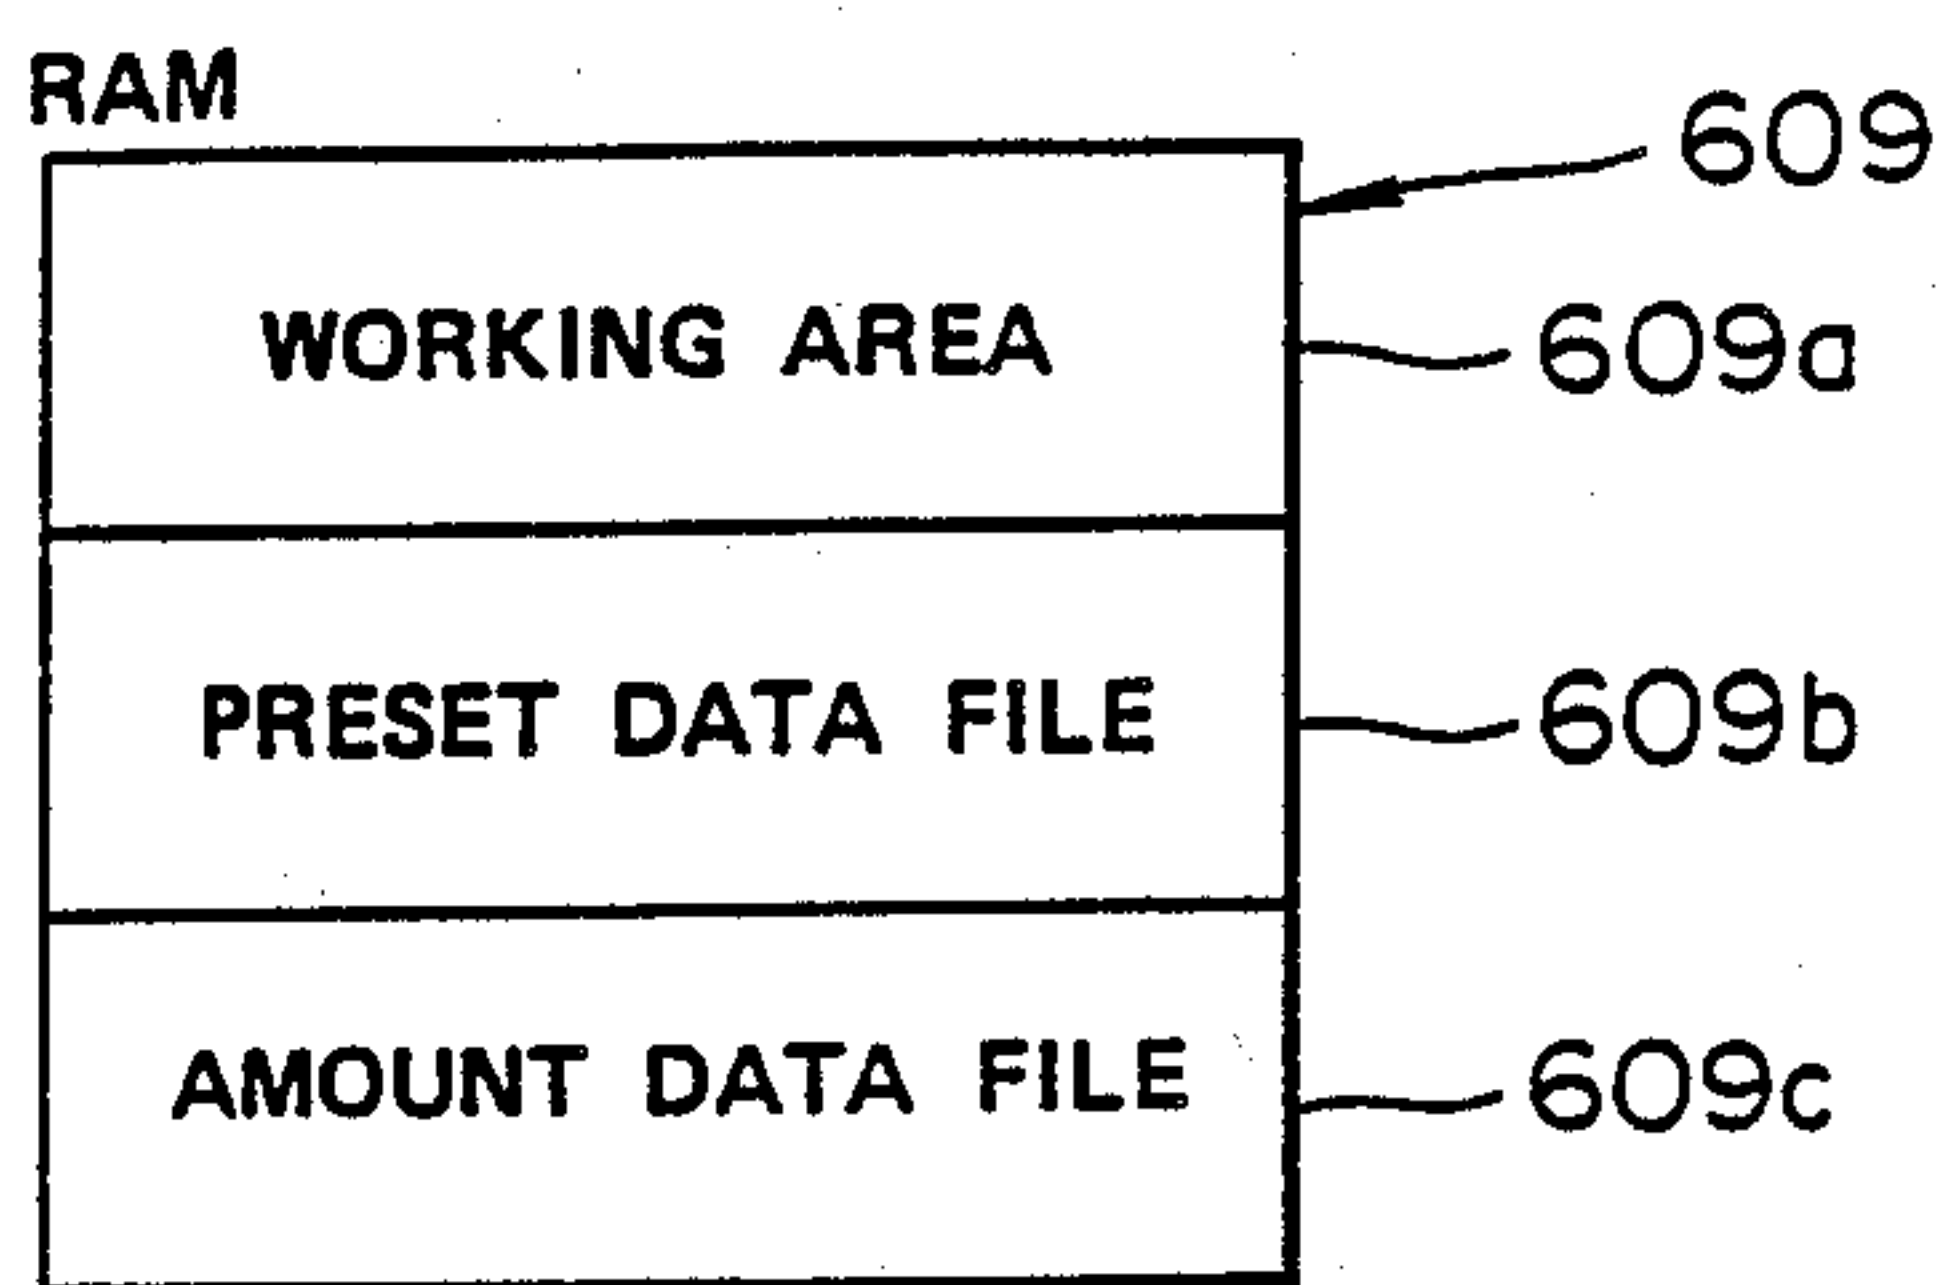 RAM
609
WORKING AREA 609a
PRESET DATA FILE 609b
AMOUNT DATA FILE 609c